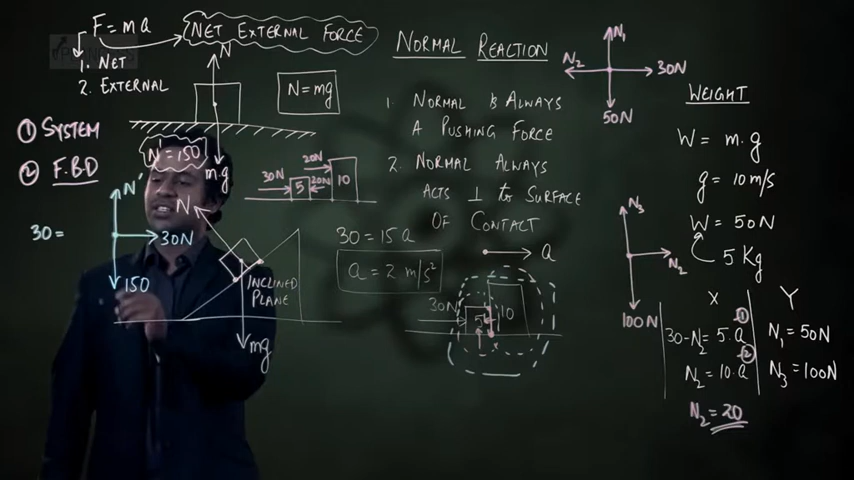 F = ma
NET EXTERNAL FORCE
1. NET
2. EXTERNAL
① SYSTEM
② F.B.D
N
N = mg
mg
N' = 150
N'
30N
150
30 =
N
INCLINED
PLANE
mg
30N
20N
20N
5
10
30 = 15a
a = 2 m/s²
NORMAL REACTION
1. NORMAL IS ALWAYS
A PUSHING FORCE
2. NORMAL ALWAYS
ACTS ⊥ to SURFACE
OF CONTACT
a
30N
5
10
N₁
N₂
30N
50N
WEIGHT
W = m.g
g = 10 m/s
W = 50N
5 Kg
N₃
N₂
100N
X
Y
30-N₂ = 5.a ①
N₁ = 50N
N₂ = 10.a ②
N₃ = 100N
N₂ = 20